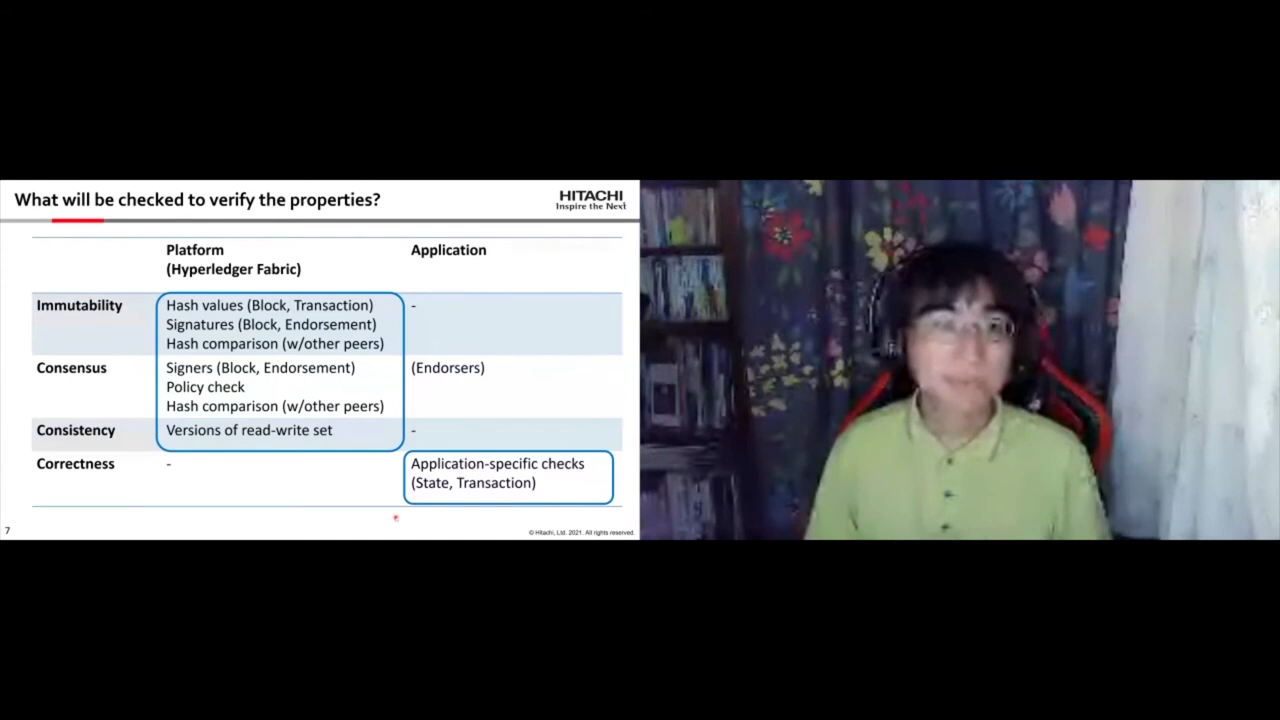 What will be checked to verify the properties?
HITACHI
Inspire the Next
Platform
(Hyperledger Fabric)
Application
Immutability
Hash values (Block, Transaction)
Signatures (Block, Endorsement)
Hash comparison (w/other peers)
-
Consensus
Signers (Block, Endorsement)
Policy check
Hash comparison (w/other peers)
(Endorsers)
Consistency
Versions of read-write set
-
Correctness
-
Application-specific checks
(State, Transaction)
7
© Hitachi, Ltd. 2021. All rights reserved.